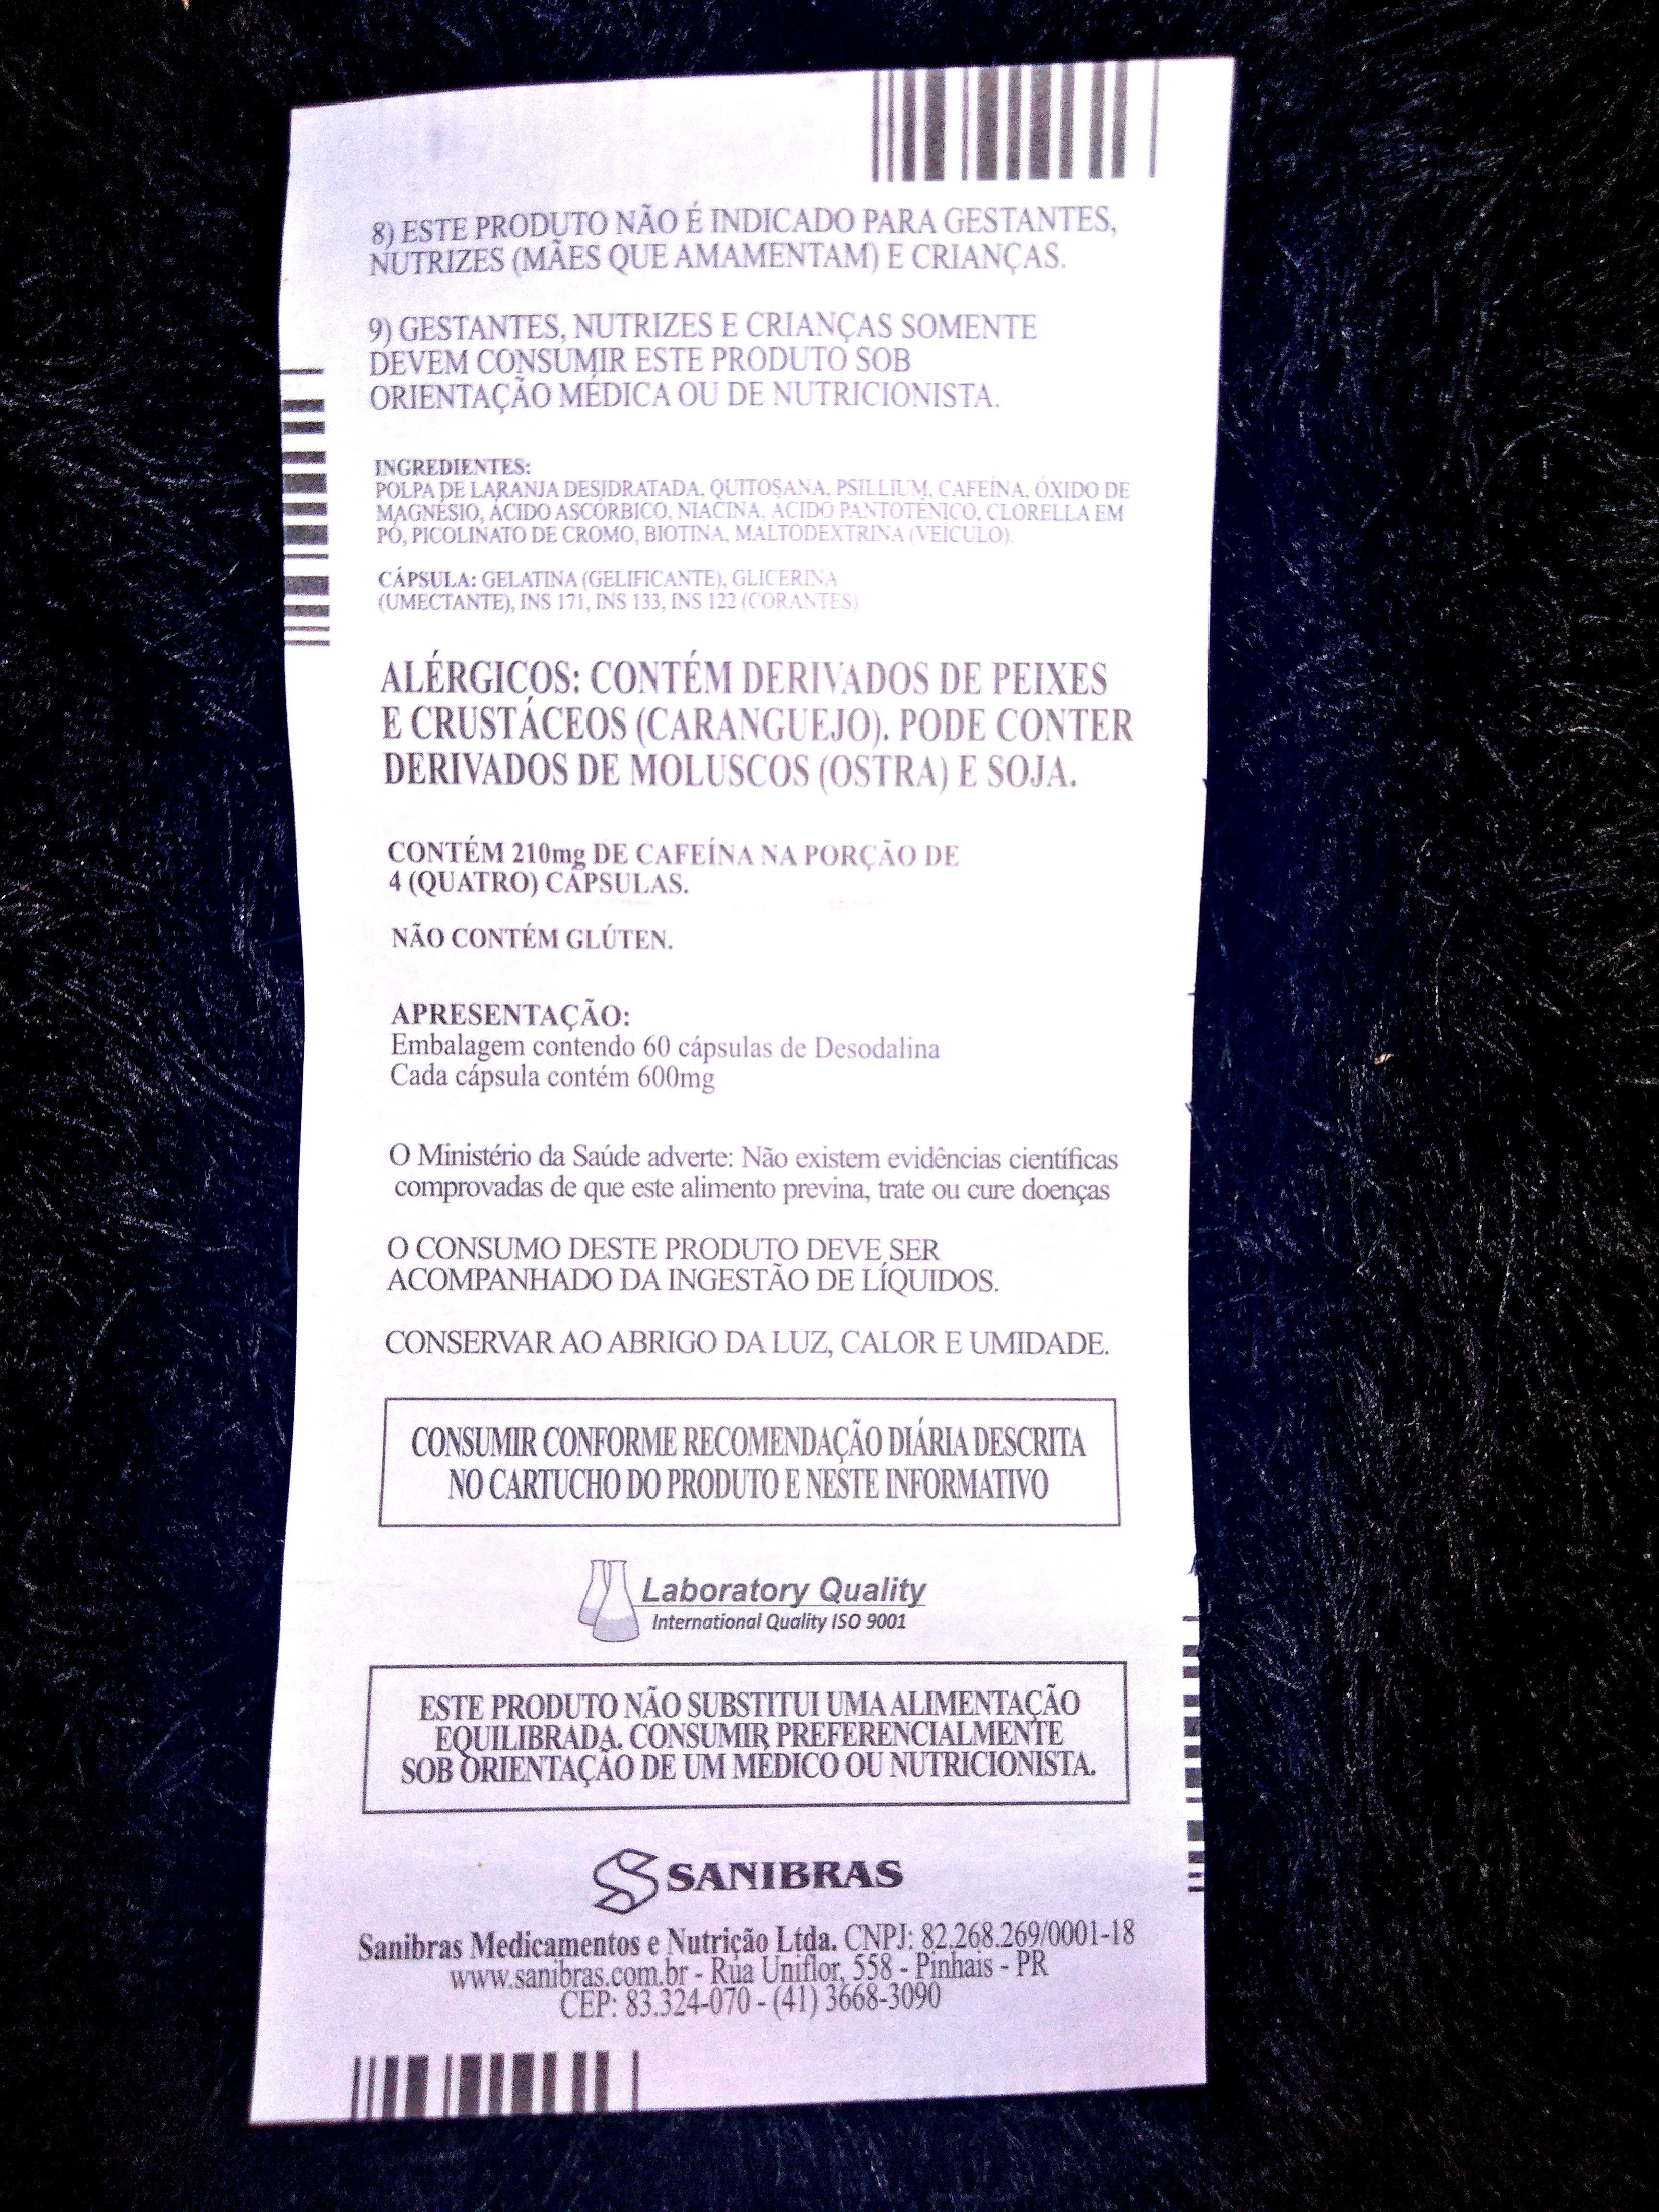 8) ESTE PRODUTO NÃO É INDICADO PARA GESTANTES,
NUTRIZES (MÃES QUE AMAMENTAM) E CRIANÇAS.
9) GESTANTES, NUTRIZES E CRIANÇAS SOMENTE
DEVEM CONSUMIR ESTE PRODUTO SOB
ORIENTAÇÃO MÉDICA OU DE NUTRICIONISTA.
INGREDIENTES:
POLPA DE LARANJA DESIDRATADA, QUITOSANA, PSILLIUM, CAFEÍNA, ÓXIDO DE
MAGNÉSIO, ÁCIDO ASCÓRBICO, NIACINA, ÁCIDO PANTOTÊNICO, CLORELLA EM
PÓ, PICOLINATO DE CROMO, BIOTINA, MALTODEXTRINA (VEÍCULO).
CÁPSULA: GELATINA (GELIFICANTE), GLICERINA
(UMECTANTE), INS 171, INS 133, INS 122 (CORANTES)
ALÉRGICOS: CONTÉM DERIVADOS DE PEIXES
E CRUSTÁCEOS (CARANGUEJO). PODE CONTER
DERIVADOS DE MOLUSCOS (OSTRA) E SOJA.
CONTÉM 210mg DE CAFEÍNA NA PORÇÃO DE
4 (QUATRO) CÁPSULAS.
NÃO CONTÉM GLÚTEN.
APRESENTAÇÃO:
Embalagem contendo 60 cápsulas de Desodalina
Cada cápsula contém 600mg
O Ministério da Saúde adverte: Não existem evidências científicas
comprovadas de que este alimento previna, trate ou cure doenças
O CONSUMO DESTE PRODUTO DEVE SER
ACOMPANHADO DA INGESTÃO DE LÍQUIDOS.
CONSERVAR AO ABRIGO DA LUZ, CALOR E UMIDADE.
CONSUMIR CONFORME RECOMENDAÇÃO DIÁRIA DESCRITA
NO CARTUCHO DO PRODUTO E NESTE INFORMATIVO
Laboratory Quality
International Quality ISO 9001
ESTE PRODUTO NÃO SUBSTITUI UMA ALIMENTAÇÃO
EQUILIBRADA. CONSUMIR PREFERENCIALMENTE
SOB ORIENTAÇÃO DE UM MÉDICO OU NUTRICIONISTA.
SANIBRAS
Sanibras Medicamentos e Nutrição Ltda. CNPJ: 82.268.269/0001-18
www.sanibras.com.br - Rua Uniflor, 558 - Pinhais - PR
CEP: 83.324-070 - (41) 3668-3090